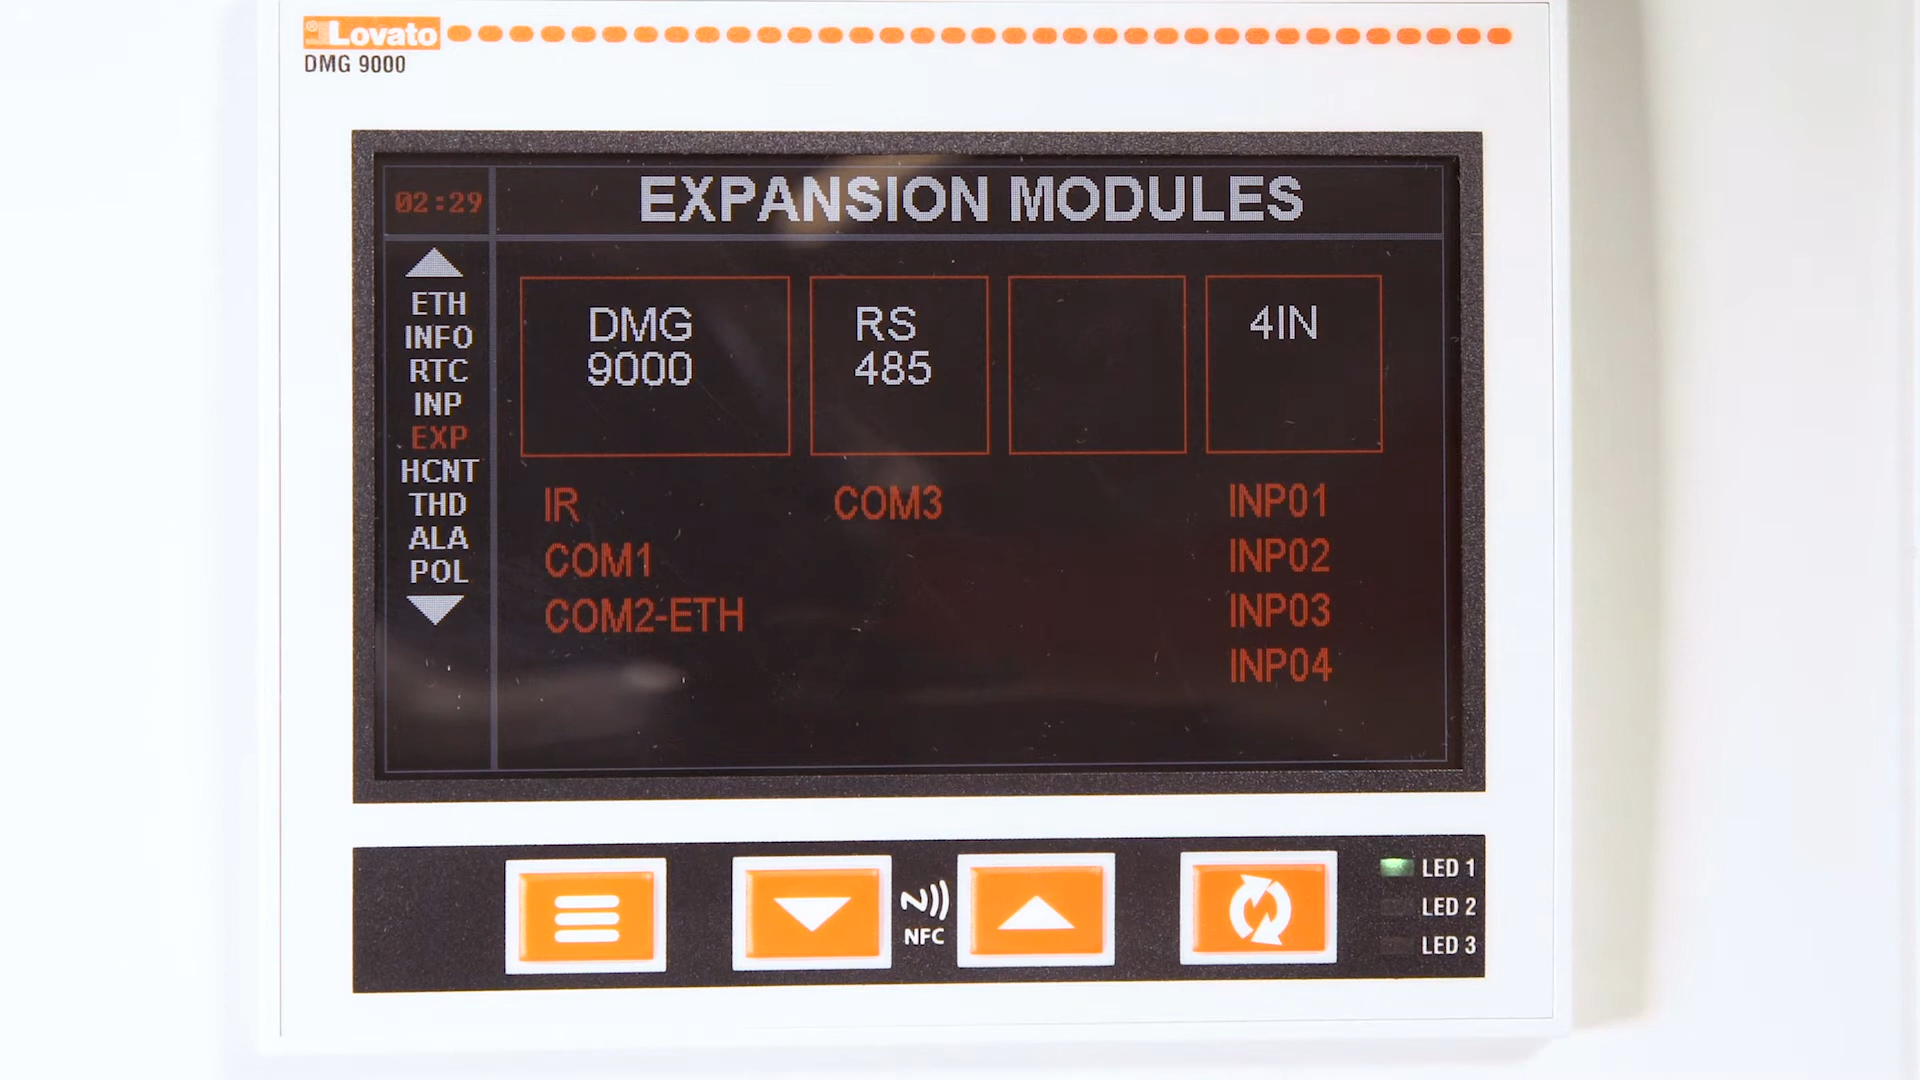 Lovato
DMG 9000
02:29
EXPANSION MODULES
ETH
INFO
RTC
INP
EXP
HCNT
THD
ALA
POL
DMG
9000
RS
485
4IN
IR
COM1
COM2-ETH
COM3
INP01
INP02
INP03
INP04
NFC
LED 1
LED 2
LED 3